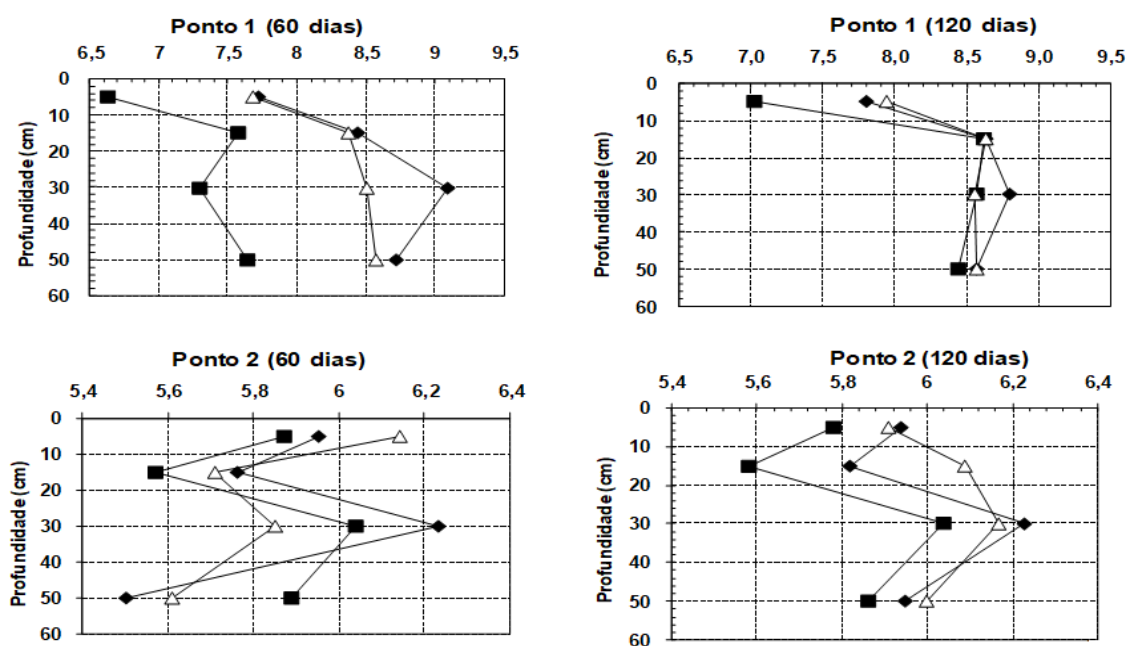 Ponto 1 (60 dias)
6,5 7 7,5 8 8,5 9 9,5
0
10
20
30
40
50
60
Profundidade (cm)
Ponto 1 (120 dias)
6,5 7,0 7,5 8,0 8,5 9,0 9,5
0
10
20
30
40
50
60
Profundidade (cm)
Ponto 2 (60 dias)
5,4 5,6 5,8 6 6,2 6,4
0
10
20
30
40
50
60
Profundidade (cm)
Ponto 2 (120 dias)
5,4 5,6 5,8 6 6,2 6,4
0
10
20
30
40
50
60
Profundidade (cm)